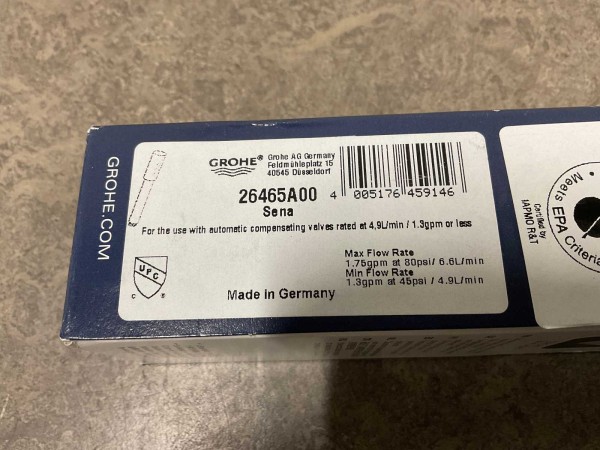 GROHE.COM
GROHE®
Grohe AG Germany
Feldmühleplatz 15
40545 Düsseldorf
26465A00
Sena
4 005176 459146
For the use with automatic compensating valves rated at 4,9L/min / 1.3gpm or less
Max Flow Rate
1.75gpm at 80psi/ 6.6L/min
Min Flow Rate
1.3gpm at 45psi / 4.9L/min
UPC
C ®
Made in Germany
Certified by
IAPMO R&T
Meets EPA Criteria